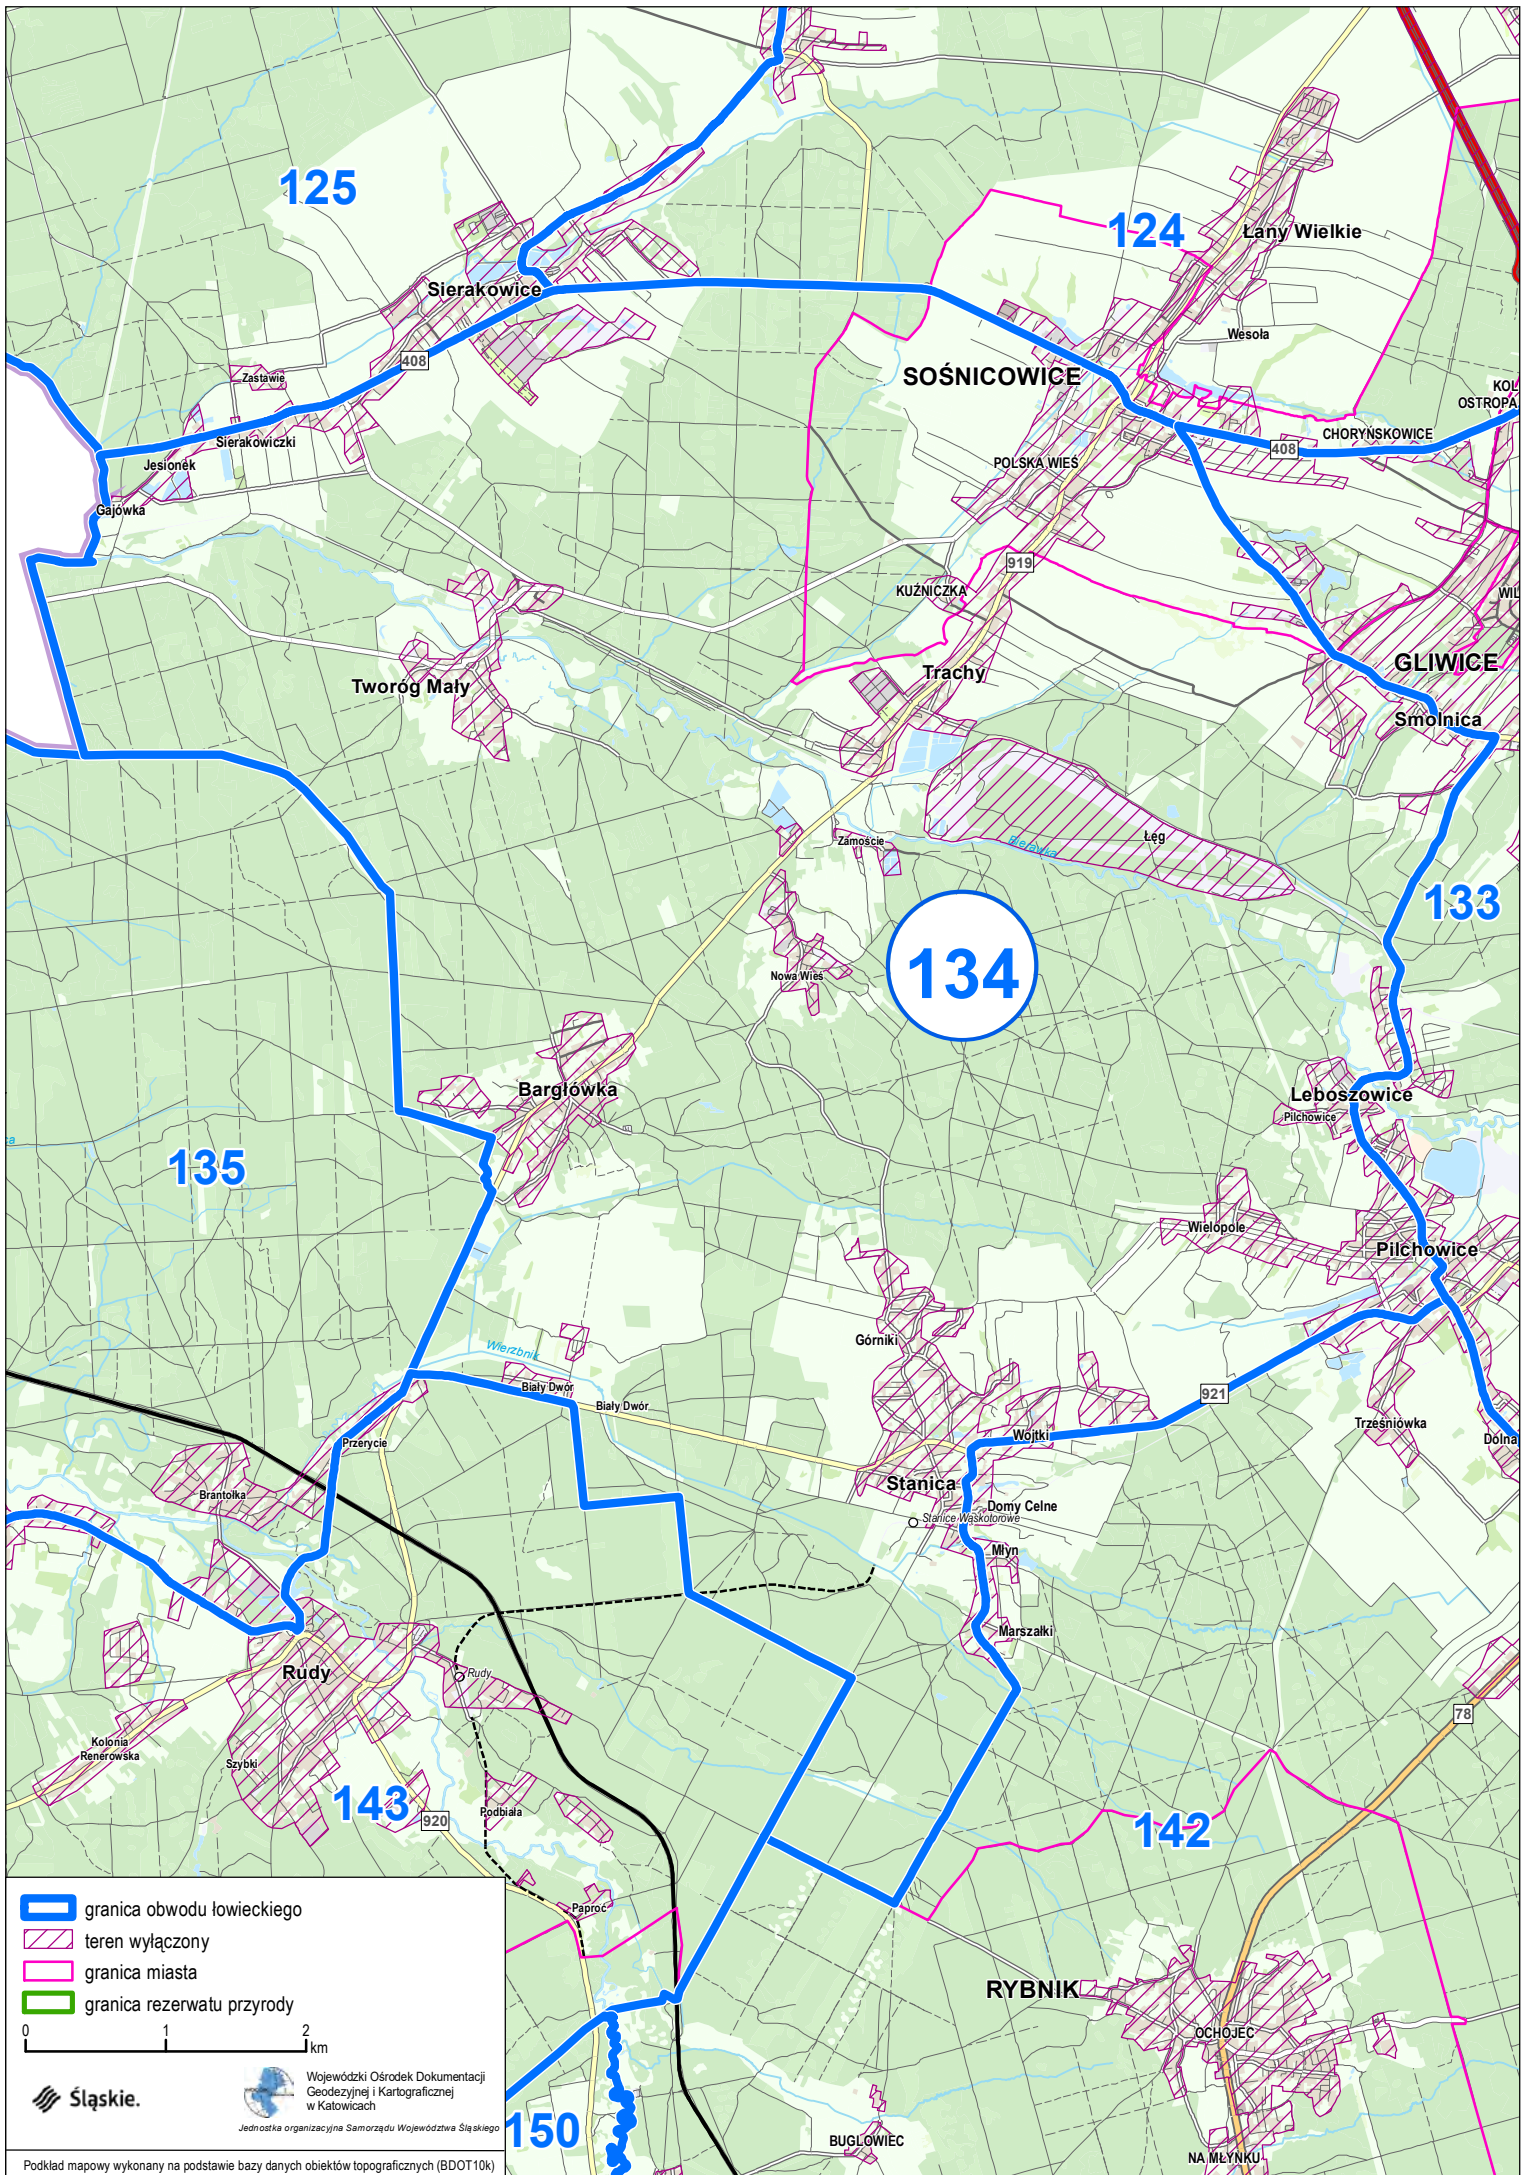 125
124
Łany Wielkie
Sierakowice
Wesoła
408
SOŚNICOWICE
Zastawie
KOL
OSTROPA
Sierakowiczki
CHORYŃSKOWICE
408
Jesionek
POLSKA WIEŚ
Gajówka
919
KUŹNICZKA
WIL
GLIWICE
Trachy
Tworóg Mały
Smolnica
Zamoście
Łęg
Bierawka
133
134
Nowa Wieś
Bargłówka
Leboszowice
Pilchowice
135
Wielopole
Pilchowice
Górniki
Wierzbnik
Biały Dwór
Biały Dwór
921
Trześniówka
Dolna
Wojtki
Przerycie
Stanica
Brantołka
Domy Celne
Stanice Wąskotorowe
Młyn
Marszałki
Rudy
Rudy
78
Kolonia
Renerowska
Szybki
143
920
Podbiała
142
Paproć
RYBNIK
OCHOJEC
150
BUGLOWIEC
NA MŁYNKU
granica obwodu łowieckiego
teren wyłączony
granica miasta
granica rezerwatu przyrody
0 1 2
km
Śląskie.
Wojewódzki Ośrodek Dokumentacji
Geodezyjnej i Kartograficznej
w Katowicach
Jednostka organizacyjna Samorządu Województwa Śląskiego
Podkład mapowy wykonany na podstawie bazy danych obiektów topograficznych (BDOT10k)